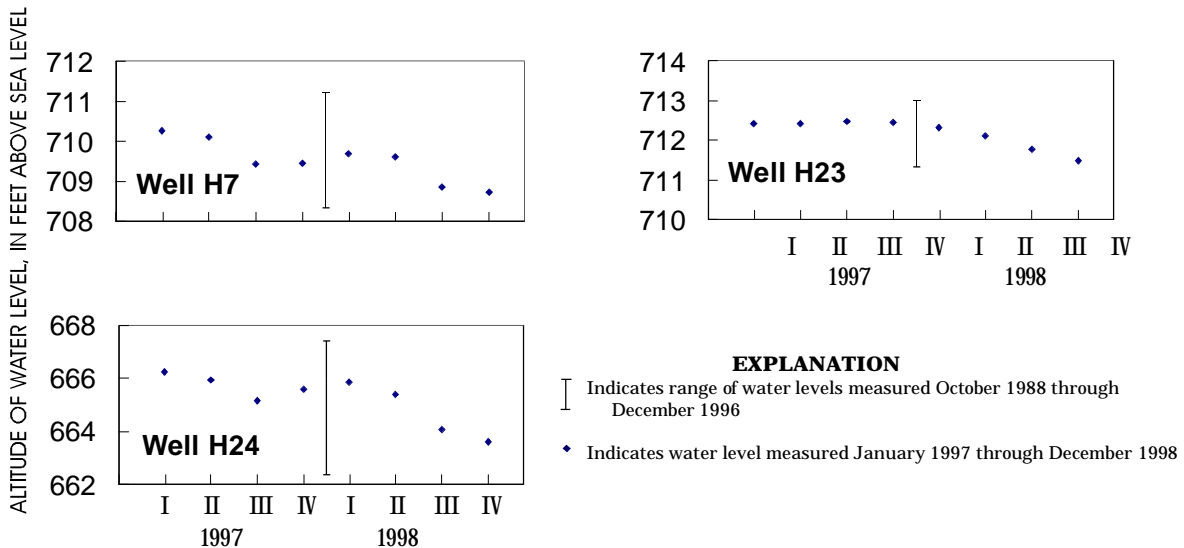 ALTITUDE OF WATER LEVEL, IN FEET ABOVE SEA LEVEL
712
711
710
709
708
Well H7
714
713
712
711
710
Well H23
I II III IV I II III IV
1997 1998
668
666
664
662
Well H24
I II III IV I II III IV
1997 1998
EXPLANATION
Indicates range of water levels measured October 1988 through
December 1996
Indicates water level measured January 1997 through December 1998